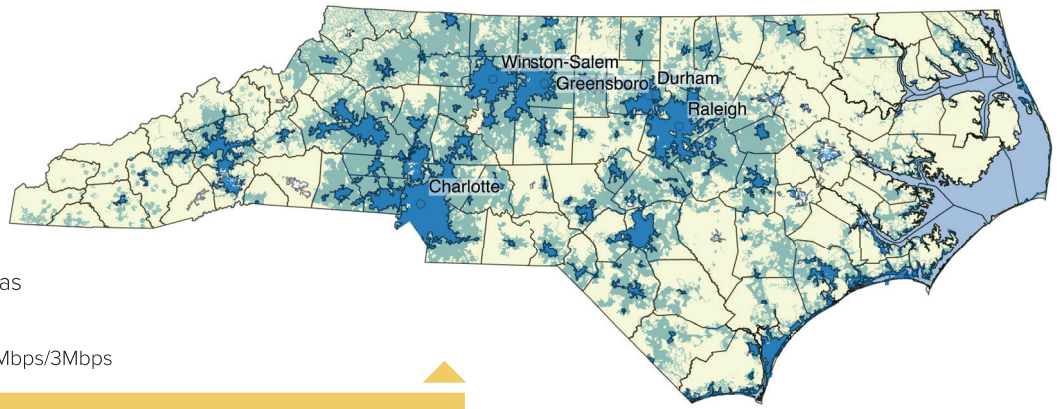 Winston-Salem
Greensboro
Durham
Raleigh
Charlotte
as
Mbps/3Mbps